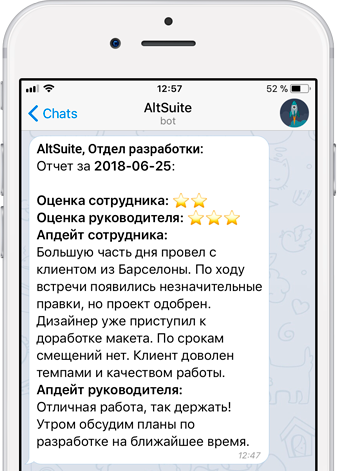 12:57
52 %
Chats
AltSuite
bot
AltSuite, Отдел разработки:
Отчет за 2018-06-25:
Оценка сотрудника: ⭐⭐
Оценка руководителя: ⭐⭐⭐
Апдейт сотрудника:
Большую часть дня провел с
клиентом из Барселоны. По ходу
встречи появились незначительные
правки, но проект одобрен.
Дизайнер уже приступил к
доработке макета. По срокам
смещений нет. Клиент доволен
темпами и качеством работы.
Апдейт руководителя:
Отличная работа, так держать!
Утром обсудим планы по
разработке на ближайшее время.
12:47